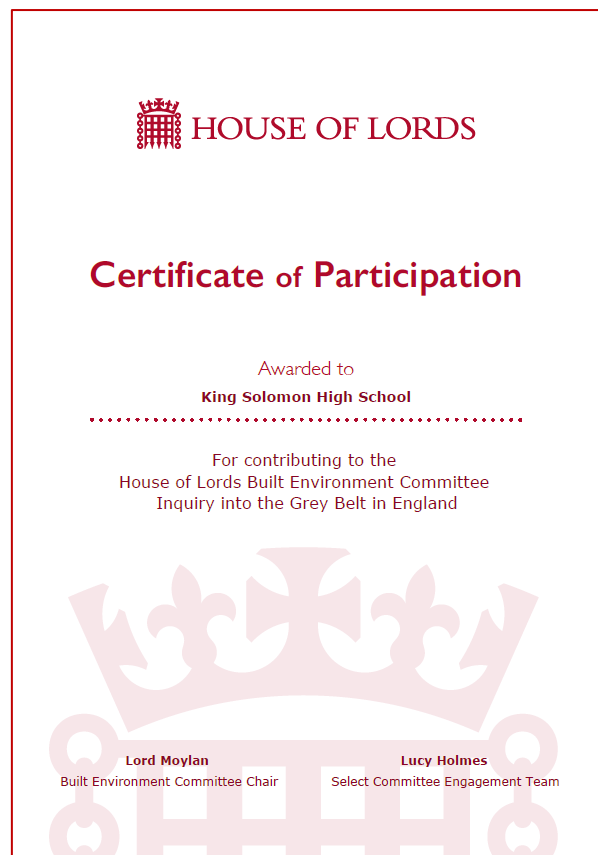 HOUSE OF LORDS
Certificate of Participation
Awarded to
King Solomon High School
For contributing to the
House of Lords Built Environment Committee
Inquiry into the Grey Belt in England
Lord Moylan
Built Environment Committee Chair
Lucy Holmes
Select Committee Engagement Team